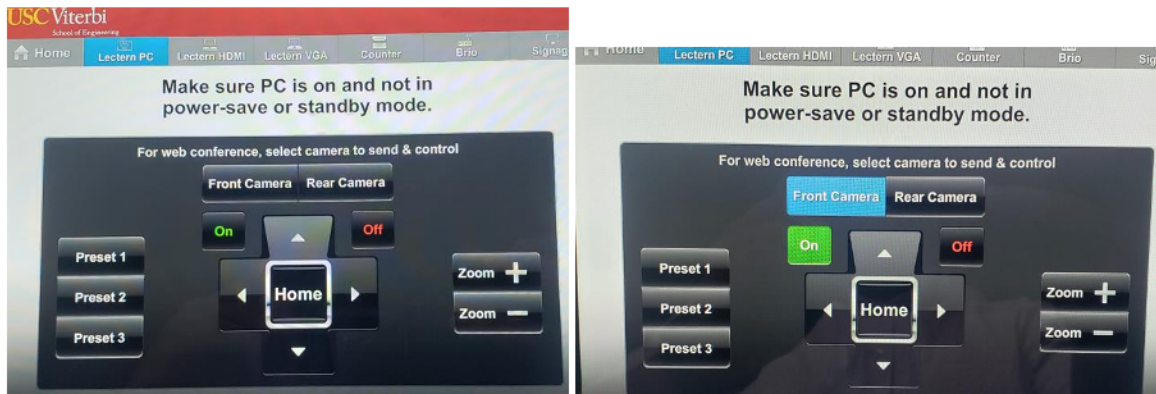 USC Viterbi
School of Engineering
Home Lectern PC Lectern HDMI Lectern VGA Counter Brio Signag
Make sure PC is on and not in
power-save or standby mode.
For web conference, select camera to send & control
Front Camera Rear Camera
On Off
Preset 1
Preset 2
Preset 3
Home
Zoom +
Zoom −
Home Lectern PC Lectern HDMI Lectern VGA Counter Brio Sig
Make sure PC is on and not in
power-save or standby mode.
For web conference, select camera to send & control
Front Camera Rear Camera
On Off
Preset 1
Preset 2
Preset 3
Home
Zoom +
Zoom −